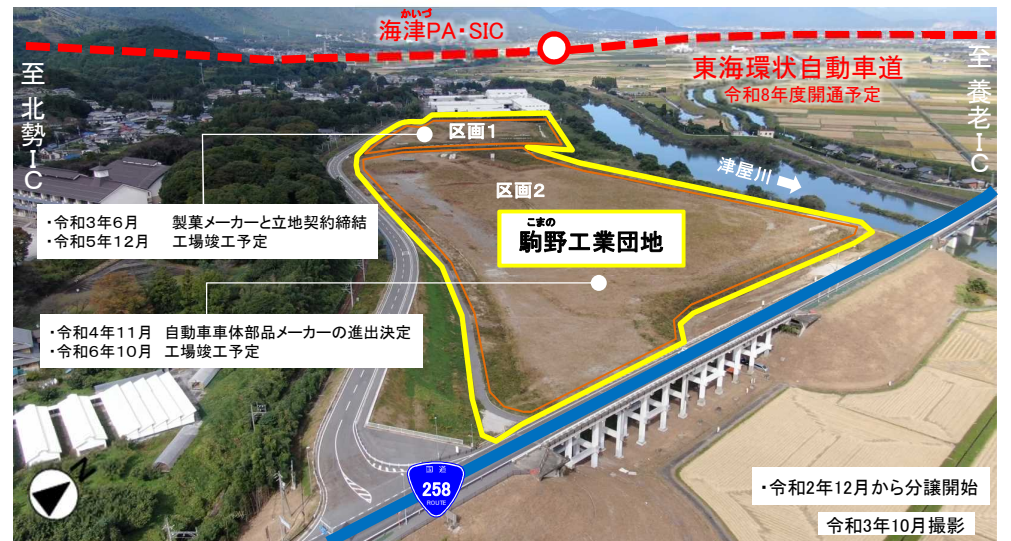 かいづ
海津PA・SIC
東海環状自動車道
令和8年度開通予定
至北勢IC
至養老IC
区画1
区画2
津屋川
・令和3年6月 製菓メーカーと立地契約締結
・令和5年12月 工場竣工予定
こまの
駒野工業団地
・令和4年11月 自動車車体部品メーカーの進出決定
・令和6年10月 工場竣工予定
国道
258
ROUTE
N
・令和2年12月から分譲開始
令和3年10月撮影